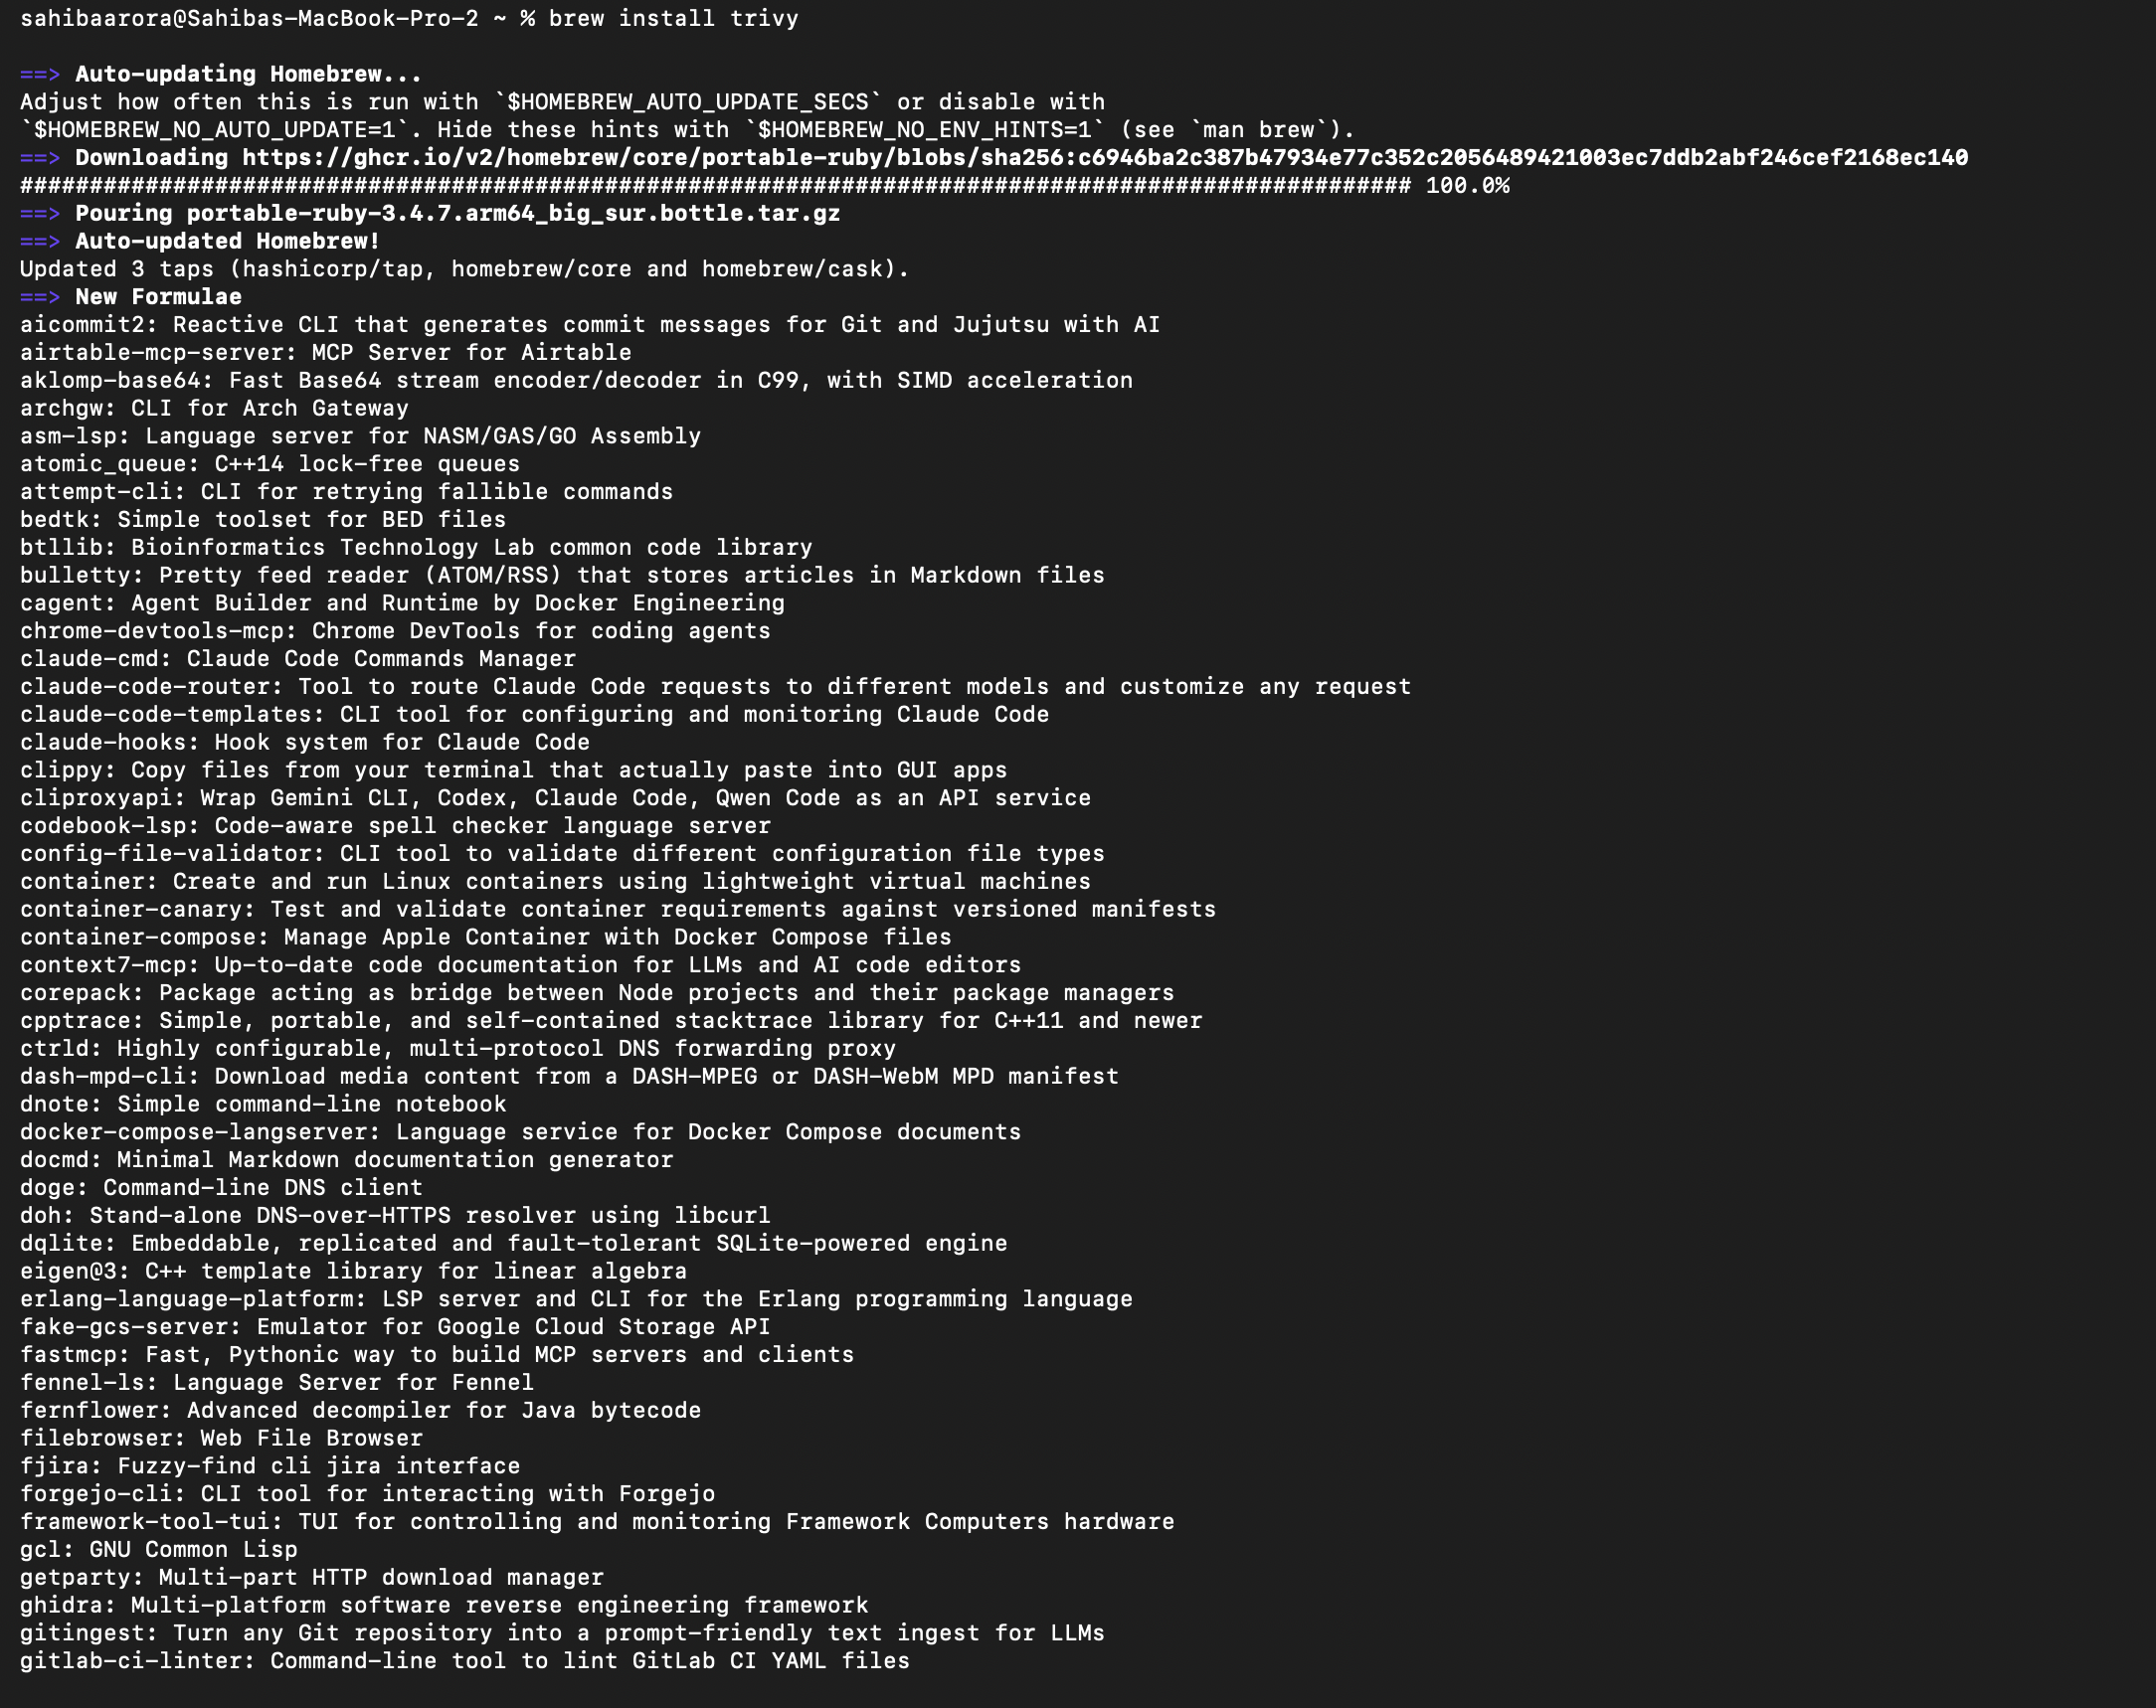 sahibaarora@Sahibas-MacBook-Pro-2 ~ % brew install trivy
==> Auto-updating Homebrew...
Adjust how often this is run with `$HOMEBREW_AUTO_UPDATE_SECS` or disable with
`$HOMEBREW_NO_AUTO_UPDATE=1`. Hide these hints with `$HOMEBREW_NO_ENV_HINTS=1` (see `man brew`).
==> Downloading https://ghcr.io/v2/homebrew/core/portable-ruby/blobs/sha256:c6946ba2c387b47934e77c352c2056489421003ec7ddb2abf246cef2168ec140
#################################################################################################### 100.0%
==> Pouring portable-ruby-3.4.7.arm64_big_sur.bottle.tar.gz
==> Auto-updated Homebrew!
Updated 3 taps (hashicorp/tap, homebrew/core and homebrew/cask).
==> New Formulae
aicommit2: Reactive CLI that generates commit messages for Git and Jujutsu with AI
airtable-mcp-server: MCP Server for Airtable
aklomp-base64: Fast Base64 stream encoder/decoder in C99, with SIMD acceleration
archgw: CLI for Arch Gateway
asm-lsp: Language server for NASM/GAS/GO Assembly
atomic_queue: C++14 lock-free queues
attempt-cli: CLI for retrying fallible commands
bedtk: Simple toolset for BED files
btllib: Bioinformatics Technology Lab common code library
bulletty: Pretty feed reader (ATOM/RSS) that stores articles in Markdown files
cagent: Agent Builder and Runtime by Docker Engineering
chrome-devtools-mcp: Chrome DevTools for coding agents
claude-cmd: Claude Code Commands Manager
claude-code-router: Tool to route Claude Code requests to different models and customize any request
claude-code-templates: CLI tool for configuring and monitoring Claude Code
claude-hooks: Hook system for Claude Code
clippy: Copy files from your terminal that actually paste into GUI apps
cliproxyapi: Wrap Gemini CLI, Codex, Claude Code, Qwen Code as an API service
codebook-lsp: Code-aware spell checker language server
config-file-validator: CLI tool to validate different configuration file types
container: Create and run Linux containers using lightweight virtual machines
container-canary: Test and validate container requirements against versioned manifests
container-compose: Manage Apple Container with Docker Compose files
context7-mcp: Up-to-date code documentation for LLMs and AI code editors
corepack: Package acting as bridge between Node projects and their package managers
cpptrace: Simple, portable, and self-contained stacktrace library for C++11 and newer
ctrld: Highly configurable, multi-protocol DNS forwarding proxy
dash-mpd-cli: Download media content from a DASH-MPEG or DASH-WebM MPD manifest
dnote: Simple command-line notebook
docker-compose-langserver: Language service for Docker Compose documents
docmd: Minimal Markdown documentation generator
doge: Command-line DNS client
doh: Stand-alone DNS-over-HTTPS resolver using libcurl
dqlite: Embeddable, replicated and fault-tolerant SQLite-powered engine
eigen@3: C++ template library for linear algebra
erlang-language-platform: LSP server and CLI for the Erlang programming language
fake-gcs-server: Emulator for Google Cloud Storage API
fastmcp: Fast, Pythonic way to build MCP servers and clients
fennel-ls: Language Server for Fennel
fernflower: Advanced decompiler for Java bytecode
filebrowser: Web File Browser
fjira: Fuzzy-find cli jira interface
forgejo-cli: CLI tool for interacting with Forgejo
framework-tool-tui: TUI for controlling and monitoring Framework Computers hardware
gcl: GNU Common Lisp
getparty: Multi-part HTTP download manager
ghidra: Multi-platform software reverse engineering framework
gitingest: Turn any Git repository into a prompt-friendly text ingest for LLMs
gitlab-ci-linter: Command-line tool to lint GitLab CI YAML files